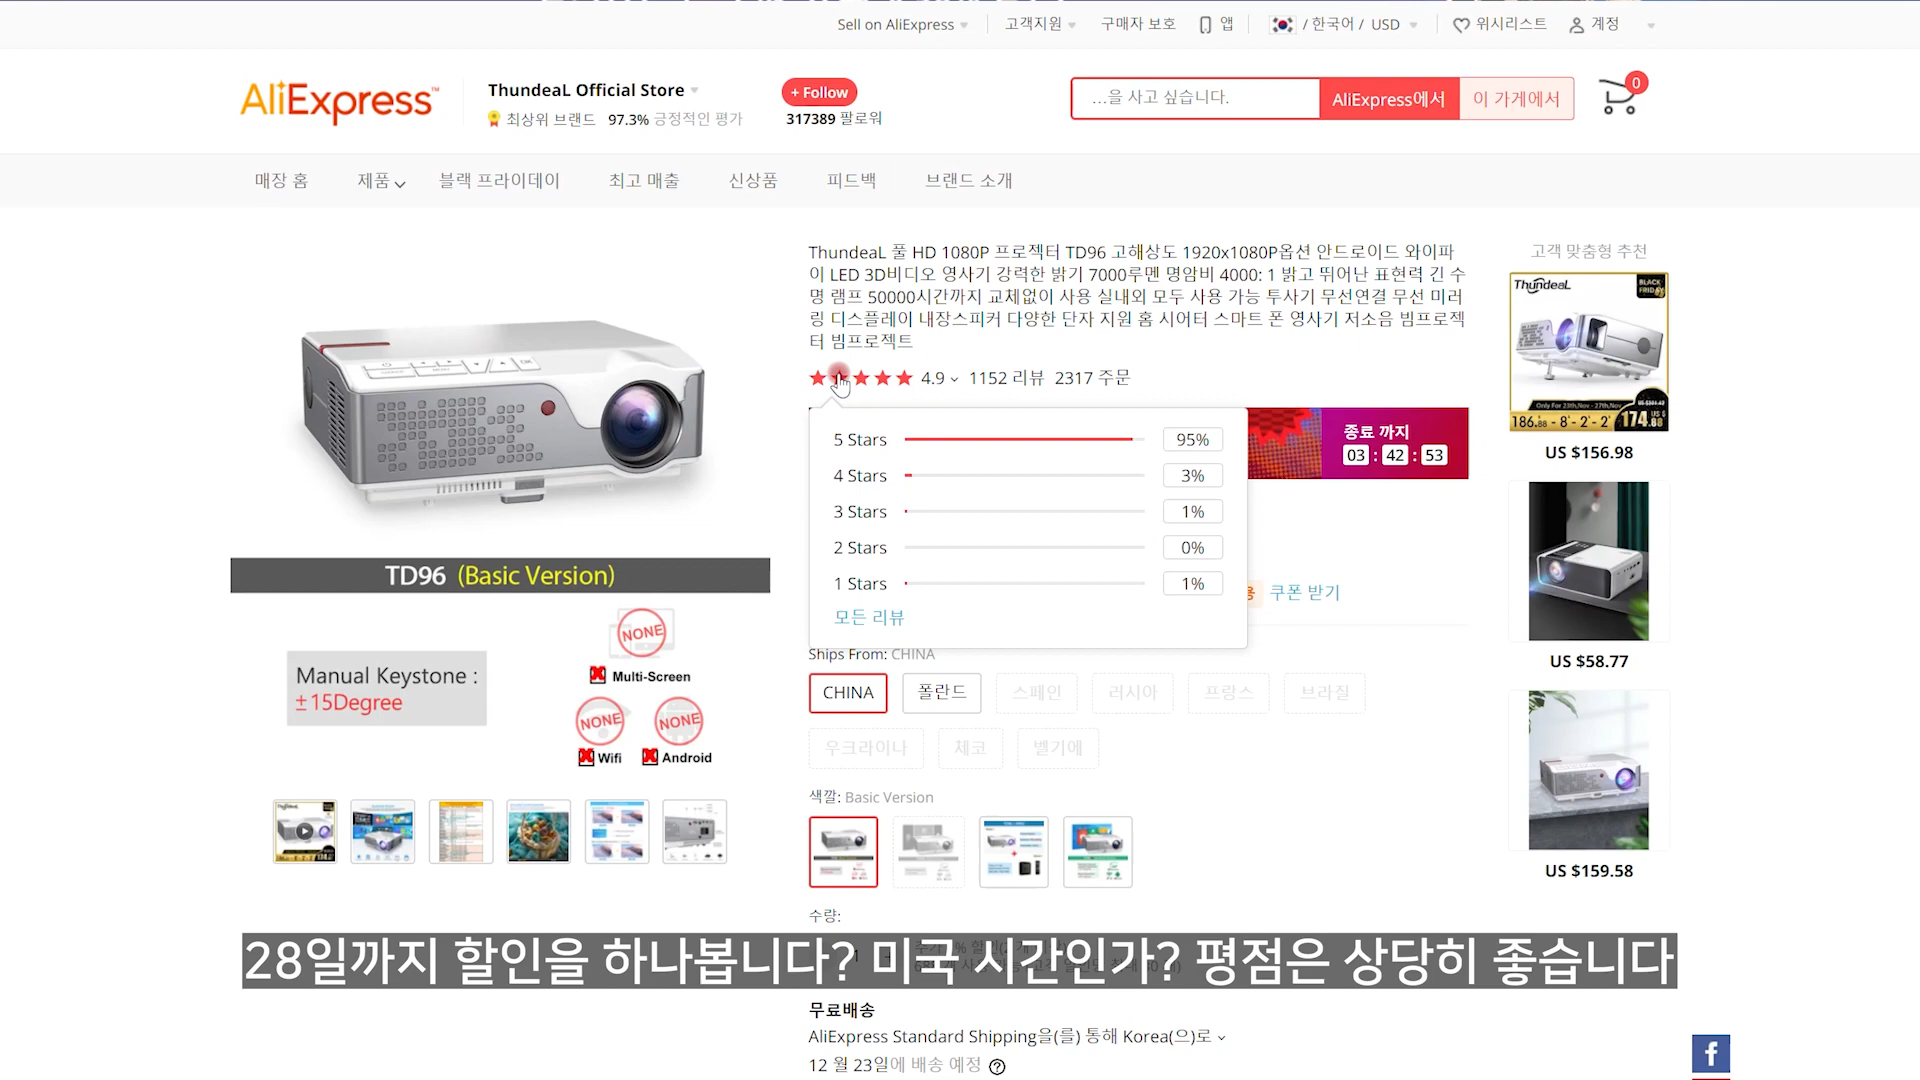 Sell on AliExpress
고객지원
구매자 보호
앱
/ 한국어 / USD
위시리스트
계정
AliExpress™
ThundeaL Official Store
최상위 브랜드 97.3% 긍정적인 평가
+ Follow
317389 팔로워
...을 사고 싶습니다.
AliExpress에서
이 가게에서
0
매장 홈
제품
블랙 프라이데이
최고 매출
신상품
피드백
브랜드 소개
ThundeaL 풀 HD 1080P 프로젝터 TD96 고해상도 1920x1080P옵션 안드로이드 와이파
이 LED 3D비디오 영사기 강력한 밝기 7000루멘 명암비 4000: 1 밝고 뛰어난 표현력 긴 수
명 램프 50000시간까지 교체없이 사용 실내외 모두 사용 가능 투사기 무선연결 무선 미러
링 디스플레이 내장스피커 다양한 단자 지원 홈 시어터 스마트 폰 영사기 저소음 빔프로젝
터 빔프로젝트
4.9 1152 리뷰 2317 주문
5 Stars 95%
4 Stars 3%
3 Stars 1%
2 Stars 0%
1 Stars 1%
모든 리뷰
종료 까지
03 : 42 : 53
쿠폰 받기
TD96 (Basic Version)
Manual Keystone :
±15Degree
NONE
Multi-Screen
NONE
NONE
Wifi
Android
Ships From: CHINA
CHINA
폴란드
스페인
러시아
프랑스
브라질
우크라이나
체코
벨기에
색깔: Basic Version
수량:
28일까지 할인을 하나봅니다? 미국 시간인가? 평점은 상당히 좋습니다
무료배송
AliExpress Standard Shipping을(를) 통해 Korea(으)로
12 월 23일에 배송 예정
고객 맞춤형 추천
ThundeaL
BLACK
FRIDAY
186.88 - 8' - 2' - 2'
174.88
US $156.98
US $58.77
US $159.58
f